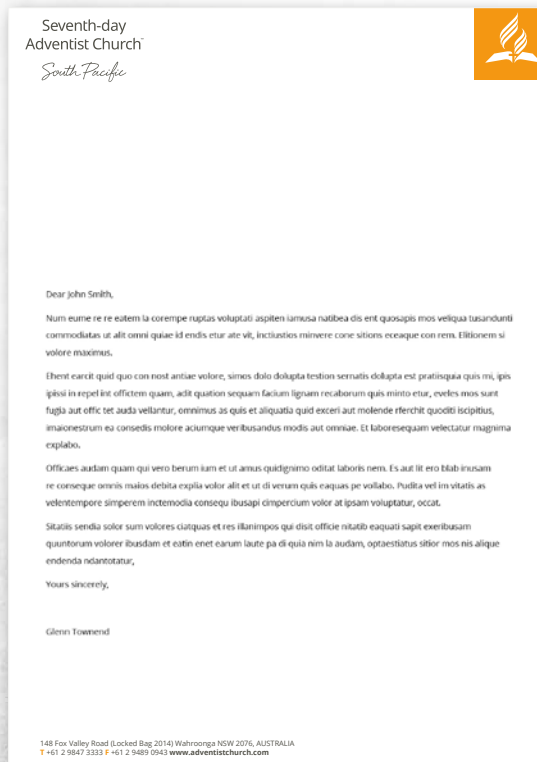 Seventh-day
Adventist Church™
South Pacific
Dear John Smith,
Num eume re re eatem la corempe ruptas voluptati aspiten iamusa natibea dis ent quosapis mos veliqua tusandunti
commodiatas ut alit omni quiae id endis etur ate vit, inctiustios minvere cone sitions eceaque con rem. Elitionem si
volore maximus.
Ehent earcit quid quo con nost antiae volore, simos dolo dolupta testion sernatis dolupta est pratiisquia quis mi, ipis
ipissi in repel int offictem quam, adit quation sequam facium lignam recaborum quis minto etur, eveles mos sunt
fugia aut offic tet auda vellantur, omnimus as quis et aliquatia quid exceri aut molende rferchit quoditi iscipitius,
imaionestrum ea consedis molore aciumque veribusandus modis aut omniae. Et laboresequam velectatur magnima
explabo.
Officaes audam quam qui vero berum ium et ut amus quidignimo oditat laboris nem. Es aut lit ero blab inusam
re conseque omnis maios debita explia volor alit et ut di verum quis eaquas pe vollabo. Pudita vel im vitatis as
velentempore simperem inctemodia consequ ibusapi cimpercium volor at ipsam voluptatur, occat.
Sitatiis sendia solor sum volores ciatquas et res illanimpos qui disit officie nitatib eaquati sapit exeribusam
quuntorum volorer ibusdam et eatin enet earum laute pa di quia nim la audam, optaestiatus sitior mos nis alique
endenda ndantotatur,
Yours sincerely,
Glenn Townend
148 Fox Valley Road (Locked Bag 2014) Wahroonga NSW 2076, AUSTRALIA
T +61 2 9847 3333 F +61 2 9489 0943 www.adventistchurch.com